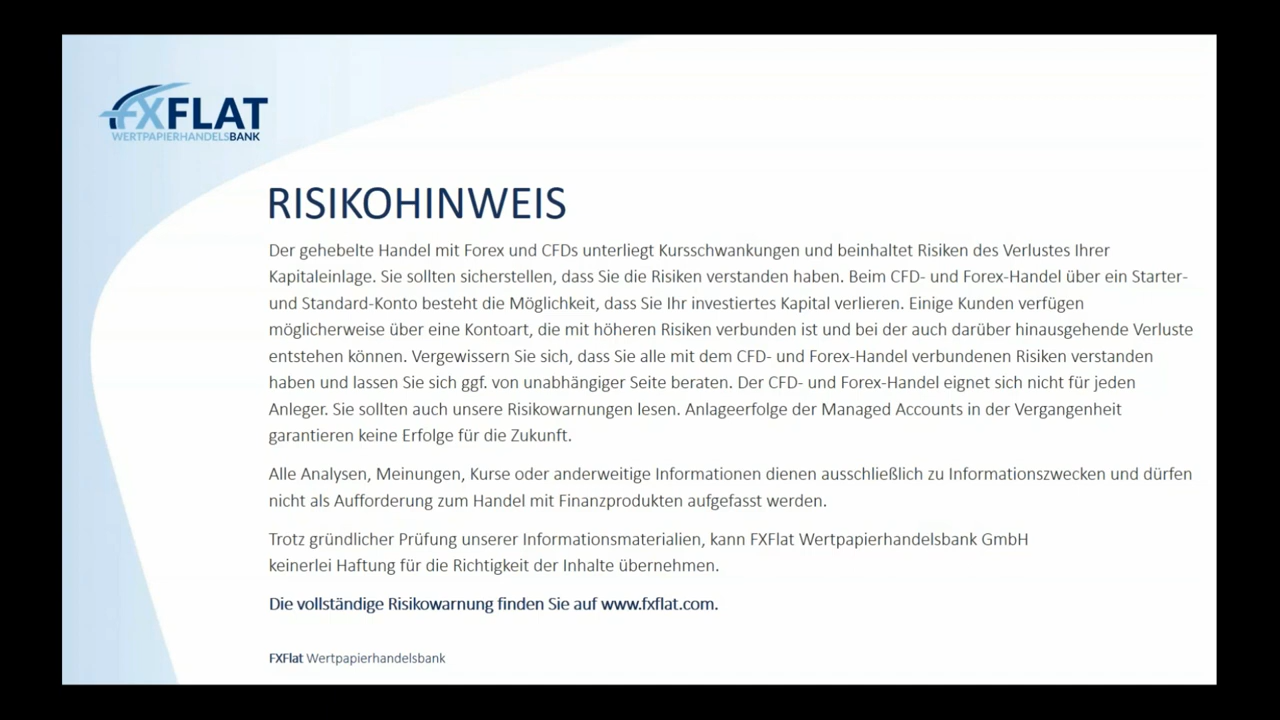 FXFLAT
WERTPAPIERHANDELSBANK
RISIKOHINWEIS
Der gehebelte Handel mit Forex und CFDs unterliegt Kursschwankungen und beinhaltet Risiken des Verlustes Ihrer
Kapitaleinlage. Sie sollten sicherstellen, dass Sie die Risiken verstanden haben. Beim CFD- und Forex-Handel über ein Starter-
und Standard-Konto besteht die Möglichkeit, dass Sie Ihr investiertes Kapital verlieren. Einige Kunden verfügen
möglicherweise über eine Kontoart, die mit höheren Risiken verbunden ist und bei der auch darüber hinausgehende Verluste
entstehen können. Vergewissern Sie sich, dass Sie alle mit dem CFD- und Forex-Handel verbundenen Risiken verstanden
haben und lassen Sie sich ggf. von unabhängiger Seite beraten. Der CFD- und Forex-Handel eignet sich nicht für jeden
Anleger. Sie sollten auch unsere Risikowarnungen lesen. Anlageerfolge der Managed Accounts in der Vergangenheit
garantieren keine Erfolge für die Zukunft.
Alle Analysen, Meinungen, Kurse oder anderweitige Informationen dienen ausschließlich zu Informationszwecken und dürfen
nicht als Aufforderung zum Handel mit Finanzprodukten aufgefasst werden.
Trotz gründlicher Prüfung unserer Informationsmaterialien, kann FXFlat Wertpapierhandelsbank GmbH
keinerlei Haftung für die Richtigkeit der Inhalte übernehmen.
Die vollständige Risikowarnung finden Sie auf www.fxflat.com.
FXFlat Wertpapierhandelsbank